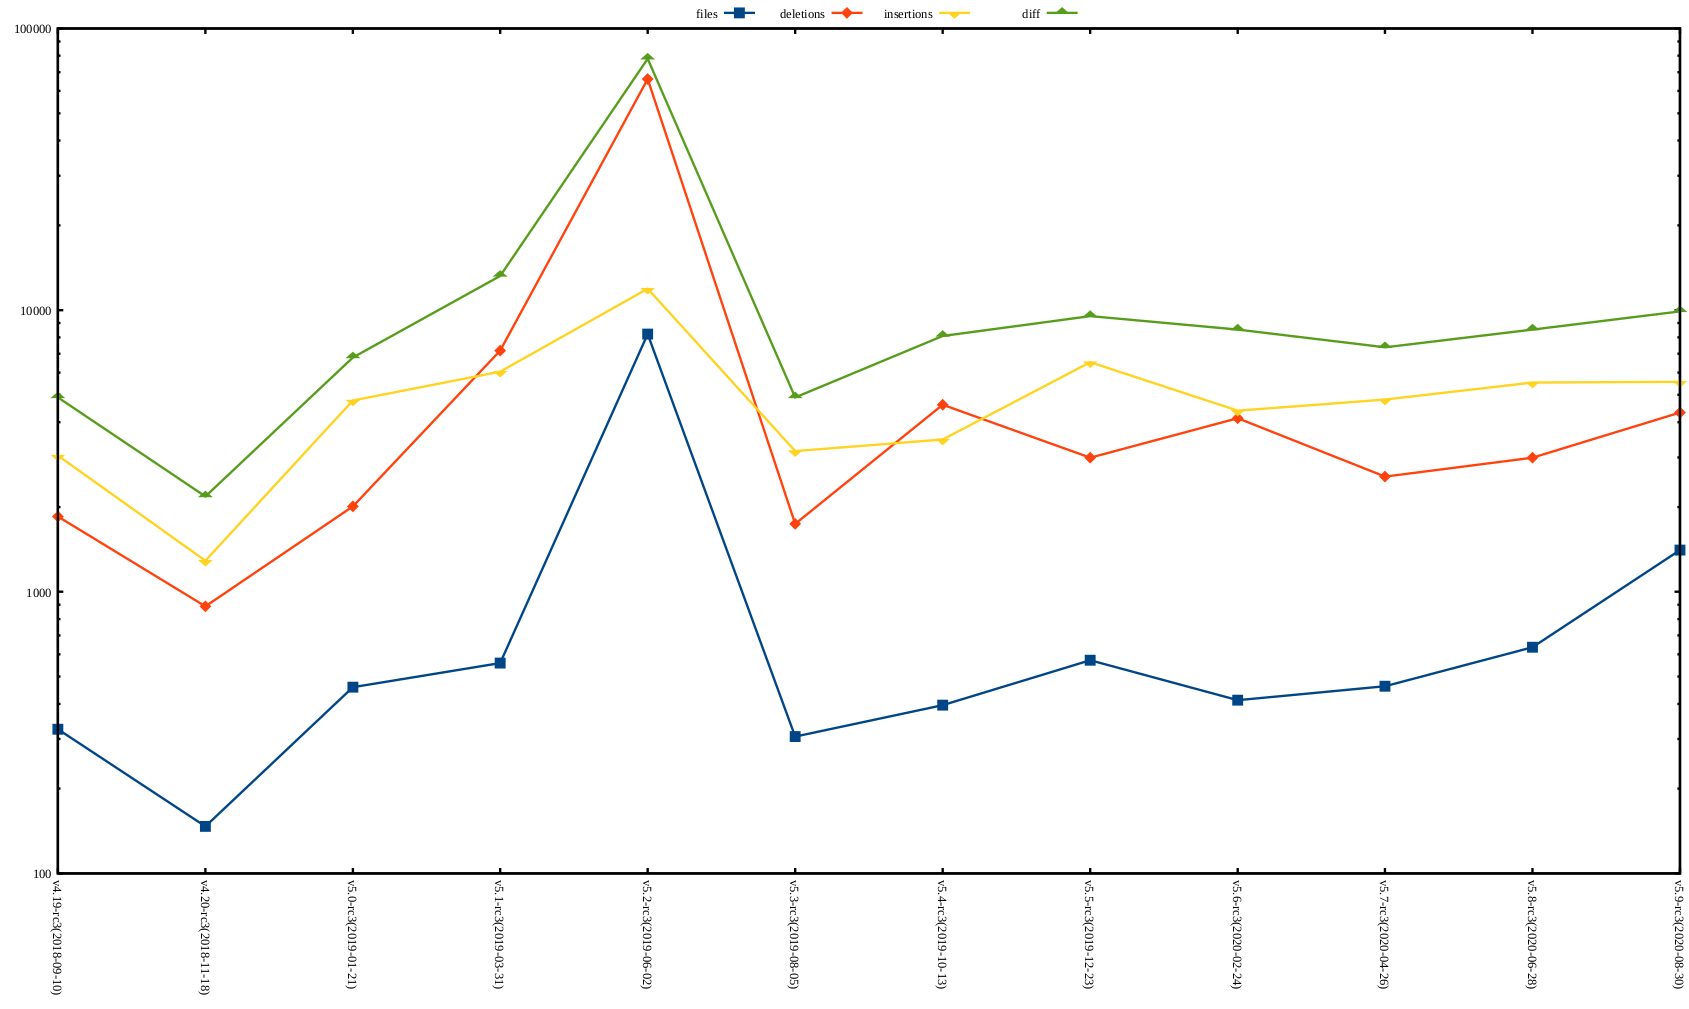 files deletions insertions diff
100000
10000
1000
100
v4.19-rc3(2018-09-10)
v4.20-rc3(2018-11-18)
v5.0-rc3(2019-01-21)
v5.1-rc3(2019-03-31)
v5.2-rc3(2019-06-02)
v5.3-rc3(2019-08-05)
v5.4-rc3(2019-10-13)
v5.5-rc3(2019-12-23)
v5.6-rc3(2020-02-24)
v5.7-rc3(2020-04-26)
v5.8-rc3(2020-06-28)
v5.9-rc3(2020-08-30)